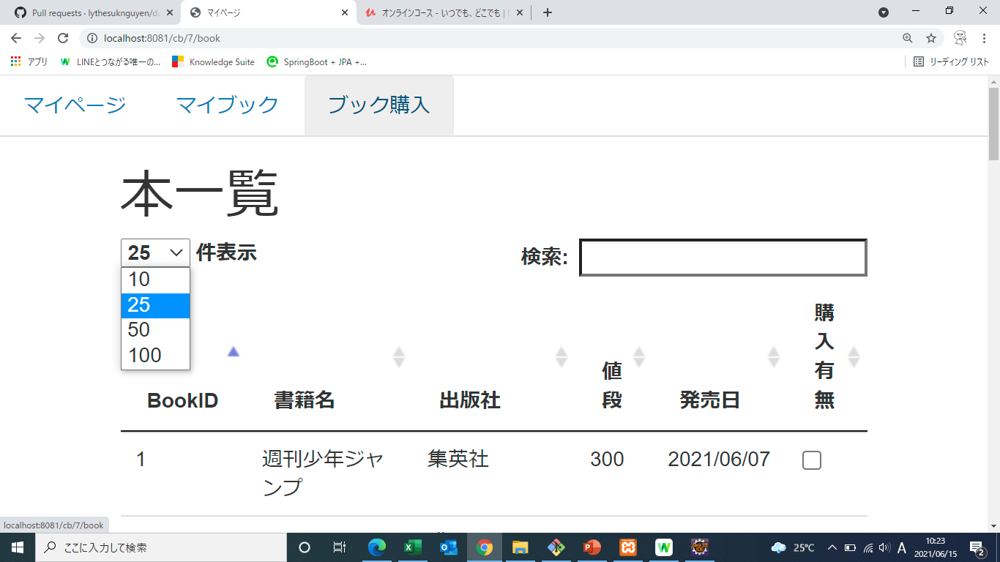 Pull requests · lythesuknguyen/d
マイページ
オンラインコース - いつでも、どこでも |
localhost:8081/cb/7/book
アプリ
LINEとつながる唯一の...
Knowledge Suite
SpringBoot + JPA +...
リーディング リスト
マイページ
マイブック
ブック購入
本一覧
25 件表示
検索:
10
25
50
100
BookID
書籍名
出版社
値段
発売日
購入有無
1
週刊少年ジャンプ
集英社
300
2021/06/07
localhost:8081/cb/7/book
ここに入力して検索
25°C
A
10:23
2021/06/15
2